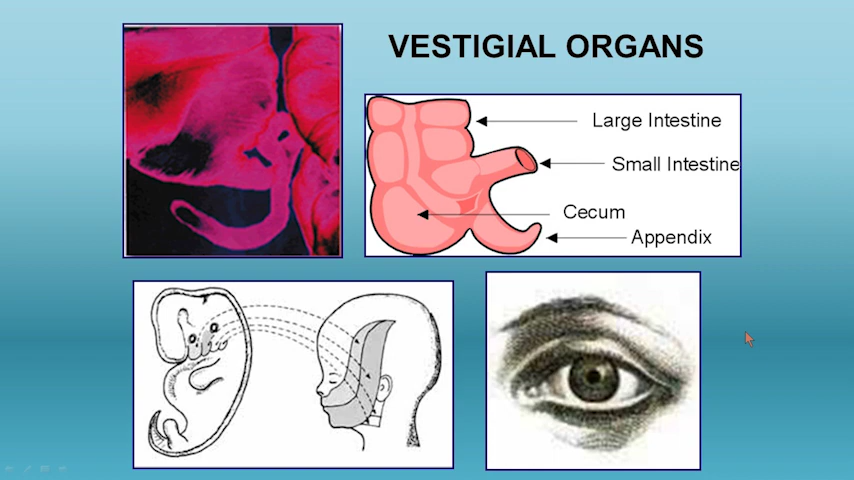 VESTIGIAL ORGANS
Large Intestine
Small Intestine
Cecum
Appendix